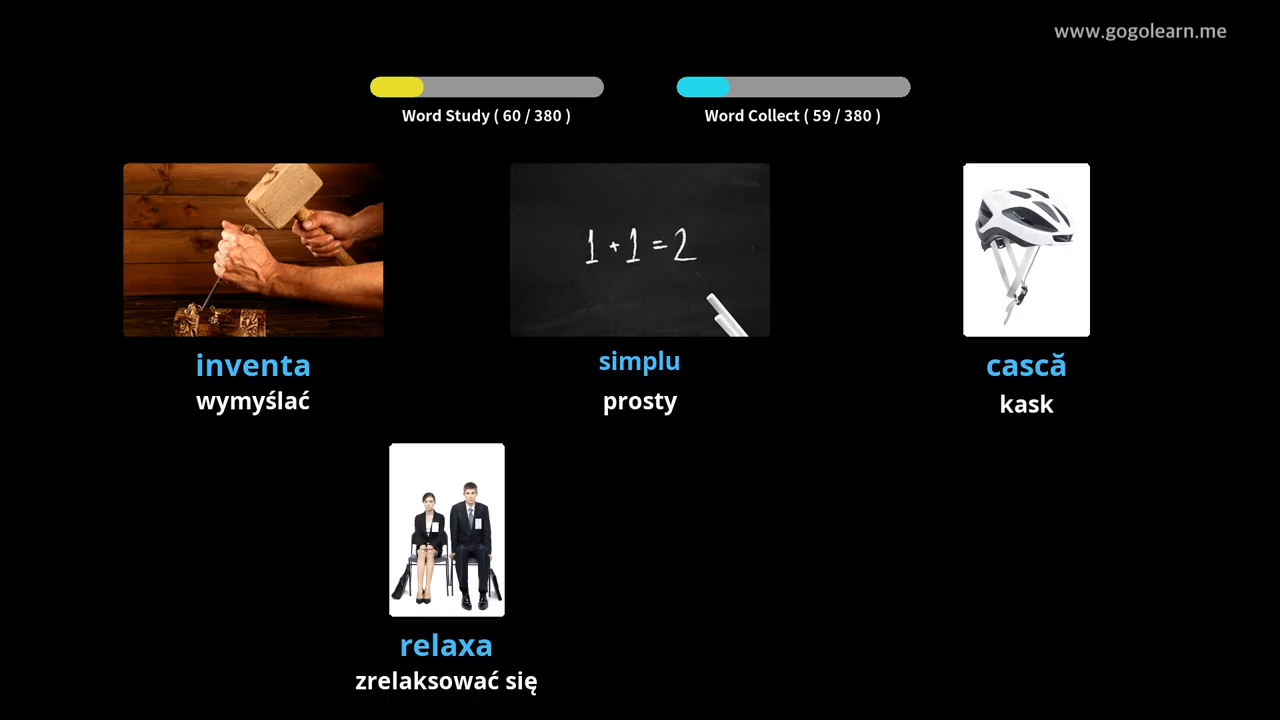 www.gogolearn.me
Word Study ( 60 / 380 )
Word Collect ( 59 / 380 )
1 + 1 = 2
inventa
wymyślać
simplu
prosty
cască
kask
relaxa
zrelaksować się